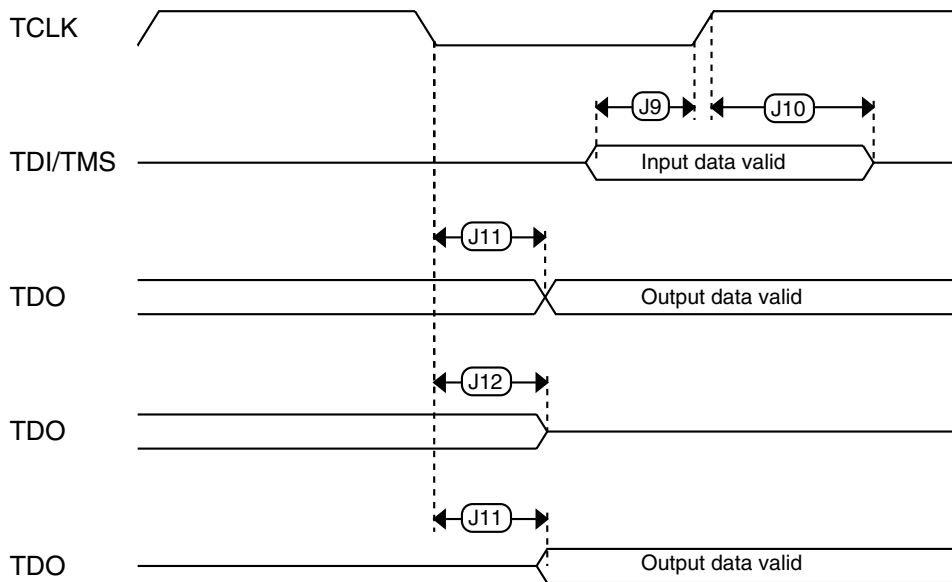 TCLK
J9
J10
TDI/TMS
Input data valid
J11
TDO
Output data valid
J12
TDO
J11
TDO
Output data valid